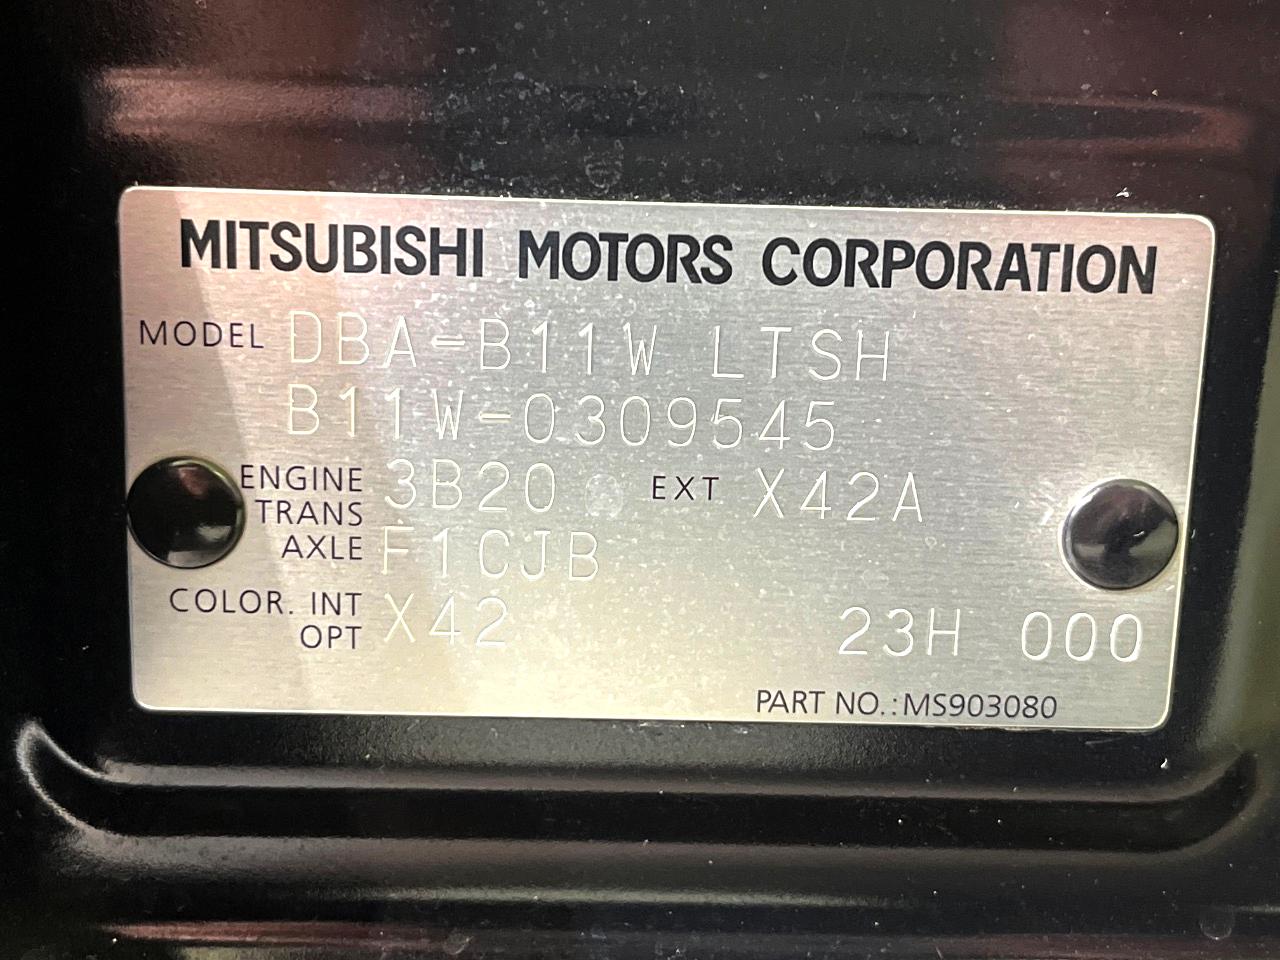 MITSUBISHI MOTORS CORPORATION
MODEL DBA-B11W LTSH
B11W-0309545
ENGINE 3B20 EXT X42A
TRANS
AXLE F1CJB
COLOR. INT X42
OPT 23H 000
PART NO.:MS903080